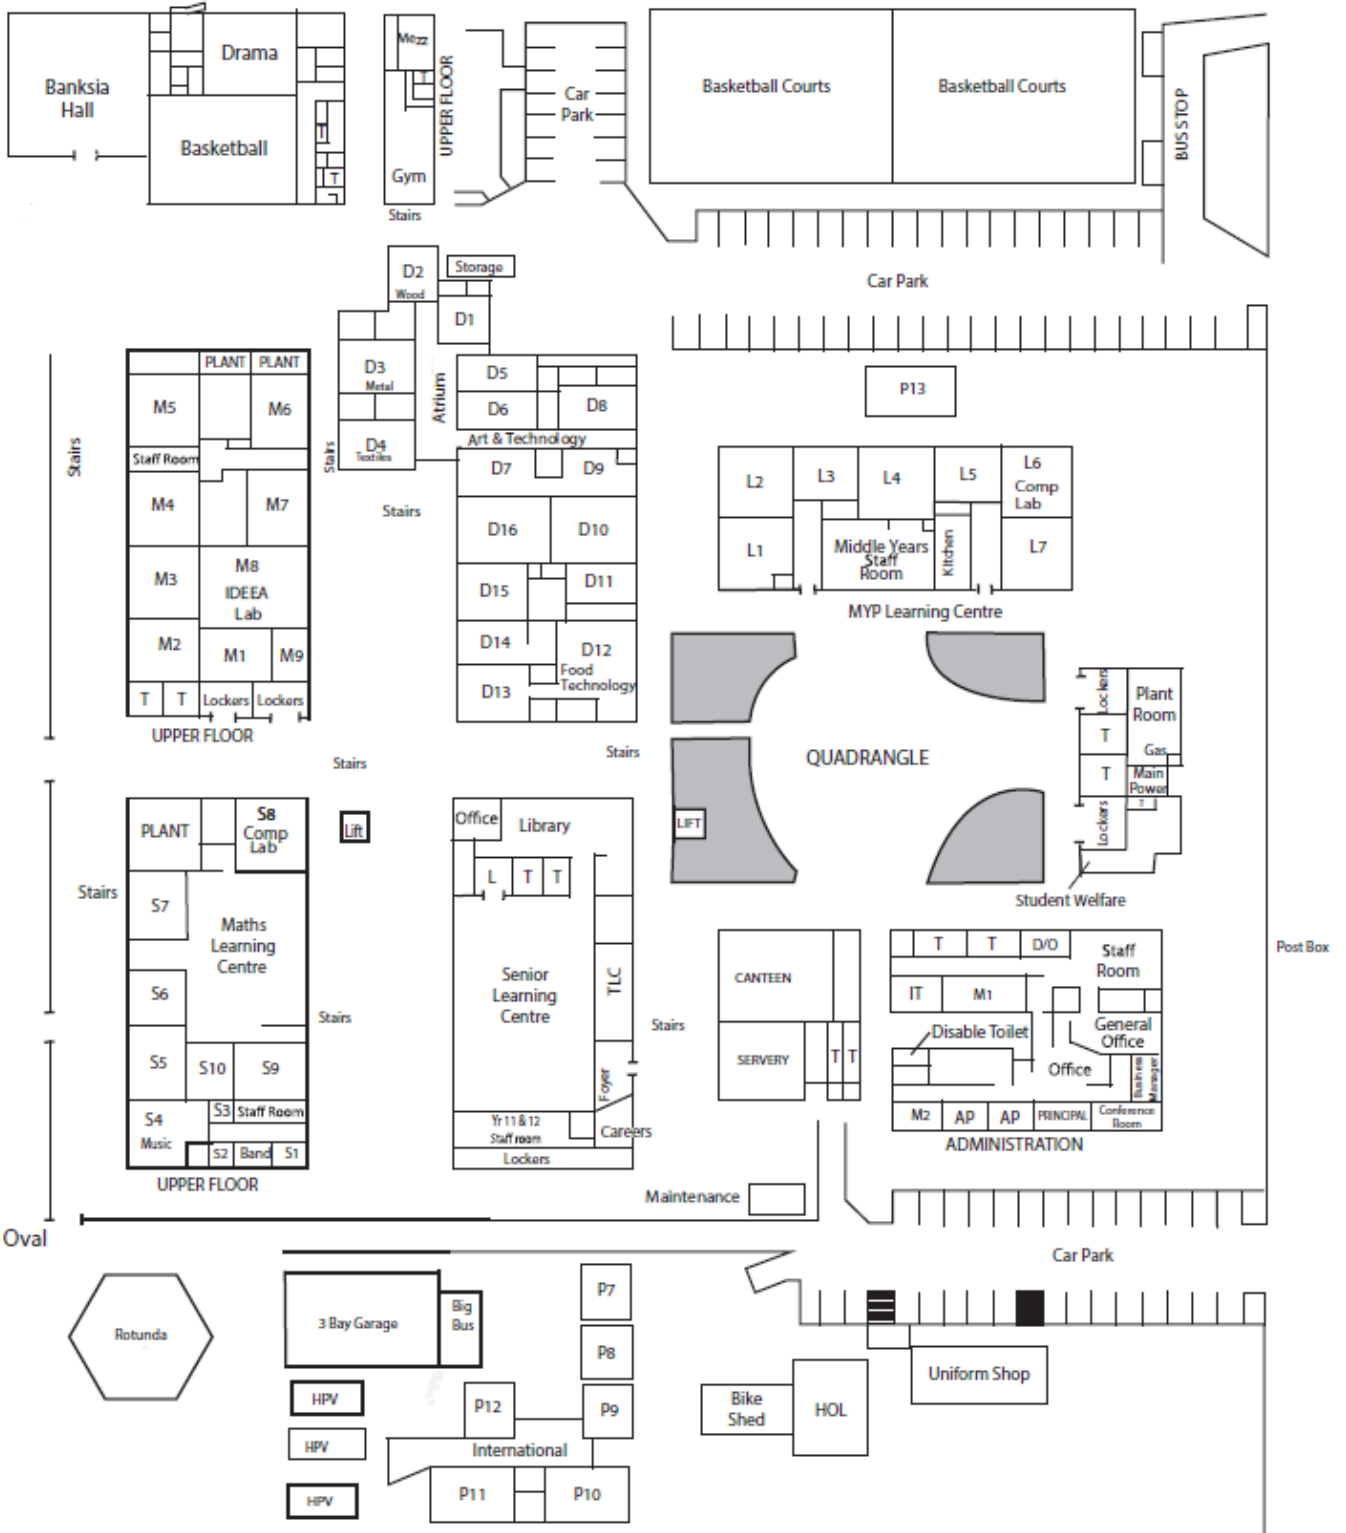 Banksia
Hall
Drama
Basketball
T
T
Mezz
T
Gym
UPPER FLOOR
Stairs
Car
Park
Basketball Courts
Basketball Courts
BUS STOP
Car Park
D2
Wood
Storage
D1
D3
Metal
Atrium
D4
Textiles
Stairs
Stairs
D5
D6
D8
Art & Technology
D7
D9
D16
D10
D15
D11
D14
D12
Food
Technology
D13
Stairs
PLANT
PLANT
M5
M6
Staff Room
M4
M7
M3
M8
IDEEA
Lab
M2
M1
M9
T
T
Lockers
Lockers
UPPER FLOOR
Stairs
Stairs
P13
L2
L3
L4
L5
L6
Comp
Lab
L1
Middle Years
Staff
Room
Kitchen
L7
MYP Learning Centre
QUADRANGLE
LIFT
Lockers
Plant
Room
T
Gas
T
Main
Power
T
Lockers
Student Welfare
PLANT
S8
Comp
Lab
Lift
Stairs
S7
Maths
Learning
Centre
S6
Stairs
S5
S10
S9
S4
Music
S3
Staff Room
S2
Band
S1
UPPER FLOOR
Office
Library
L
T
T
Senior
Learning
Centre
TLC
Foyer
Yr 11 & 12
Staff room
Careers
Lockers
Stairs
CANTEEN
SERVERY
T
T
T
T
D/O
Staff
Room
IT
M1
Disable Toilet
General
Office
Office
Business
Manager
M2
AP
AP
PRINCIPAL
Conference
Room
ADMINISTRATION
Post Box
Maintenance
Oval
Car Park
Rotunda
3 Bay Garage
Big
Bus
HPV
HPV
HPV
P7
P8
P12
P9
International
P11
P10
Bike
Shed
HOL
Uniform Shop